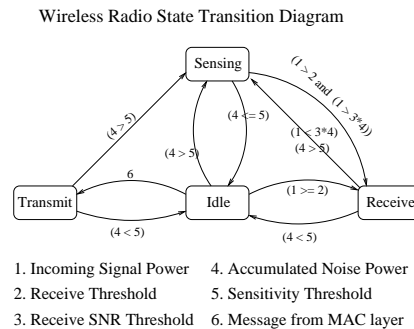 Wireless Radio State Transition Diagram
Sensing
(1 > 2 and (1 > 3*4))
(4 > 5)
(4 <= 5)
(1 < 3*4)
(4 > 5)
(4 > 5)
6
(1 >= 2)
Transmit
Idle
Receive
(4 < 5)
(4 < 5)
1. Incoming Signal Power
4. Accumulated Noise Power
2. Receive Threshold
5. Sensitivity Threshold
3. Receive SNR Threshold
6. Message from MAC layer